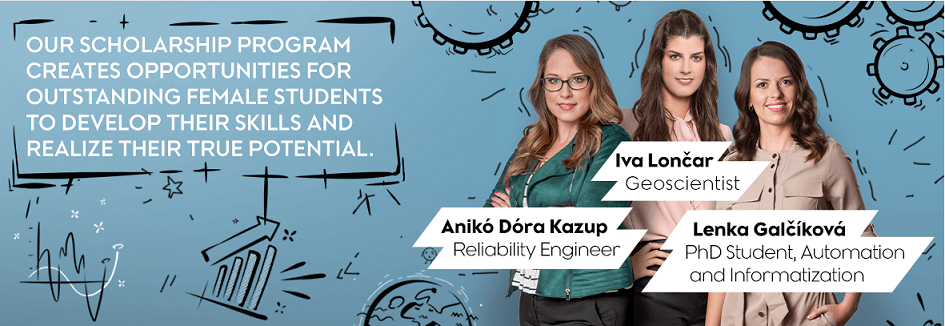 OUR SCHOLARSHIP PROGRAM
CREATES OPPORTUNITIES FOR
OUTSTANDING FEMALE STUDENTS
TO DEVELOP THEIR SKILLS AND
REALIZE THEIR TRUE POTENTIAL.
Iva Lončar
Geoscientist
Anikó Dóra Kazup
Reliability Engineer
Lenka Galčíková
PhD Student, Automation
and Informatization